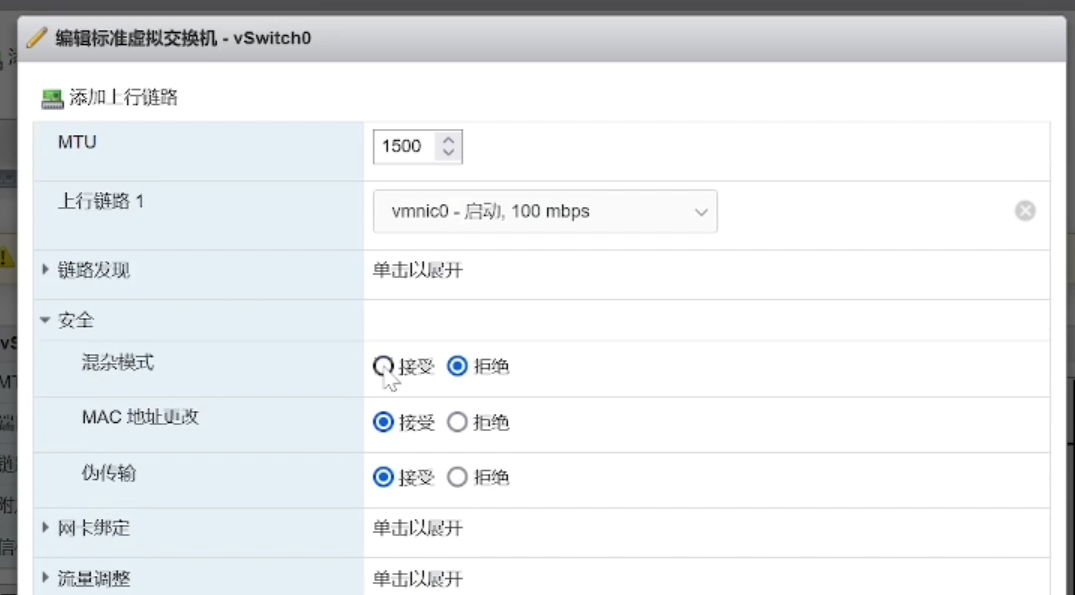 编辑标准虚拟交换机 - vSwitch0
添加上行链路
MTU 1500
上行链路 1 vmnic0 - 启动, 100 mbps
链路发现 单击以展开
安全
混杂模式 接受 拒绝
MAC 地址更改 接受 拒绝
伪传输 接受 拒绝
网卡绑定 单击以展开
流量调整 单击以展开